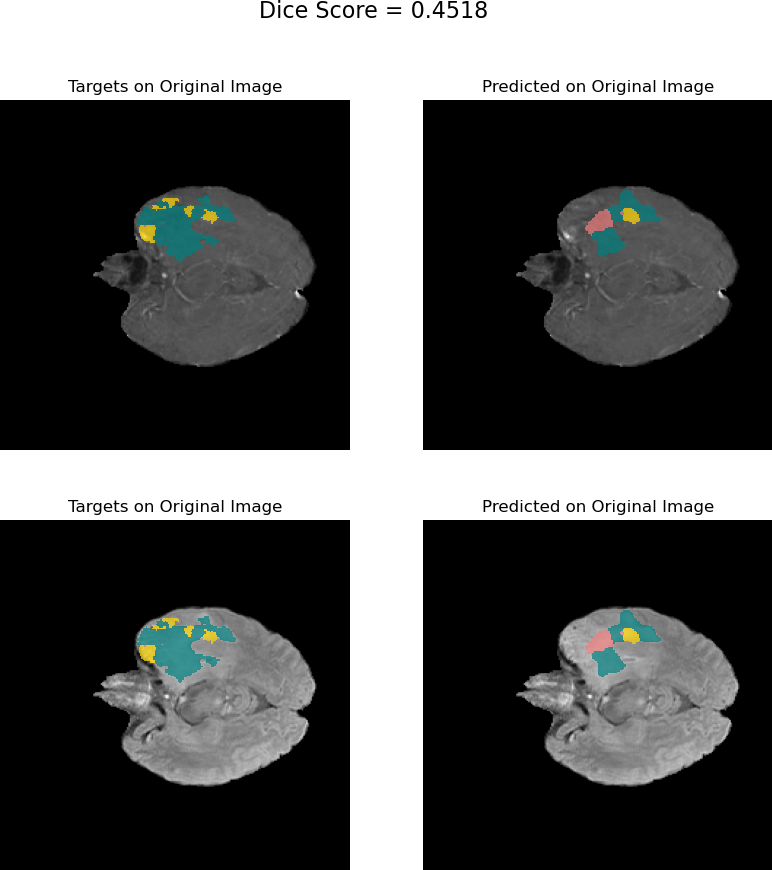 Dice Score = 0.4518
Targets on Original Image
Predicted on Original Image
Targets on Original Image
Predicted on Original Image